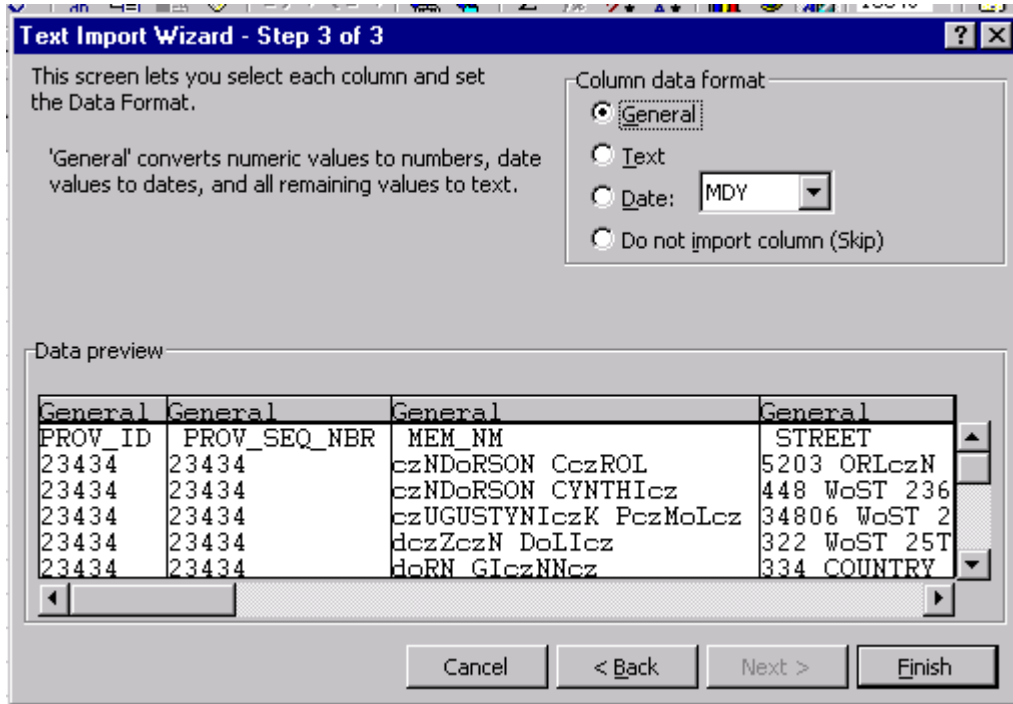 Text Import Wizard - Step 3 of 3
This screen lets you select each column and set
the Data Format.
'General' converts numeric values to numbers, date
values to dates, and all remaining values to text.
Column data format
General
Text
Date: MDY
Do not import column (Skip)
Data preview
General General General General
PROV_ID PROV_SEQ_NBR MEM_NM STREET
23434 23434 czNDoRSON CczROL 5203 ORLczN
23434 23434 czNDoRSON CYNTHIcz 448 WoST 236
23434 23434 czUGUSTYNIczK PczMoLcz 34806 WoST 2
23434 23434 dczZczN DoLIcz 322 WoST 25T
23434 23434 doRN GIczNNcz 334 COUNTRY
Cancel < Back Next > Finish